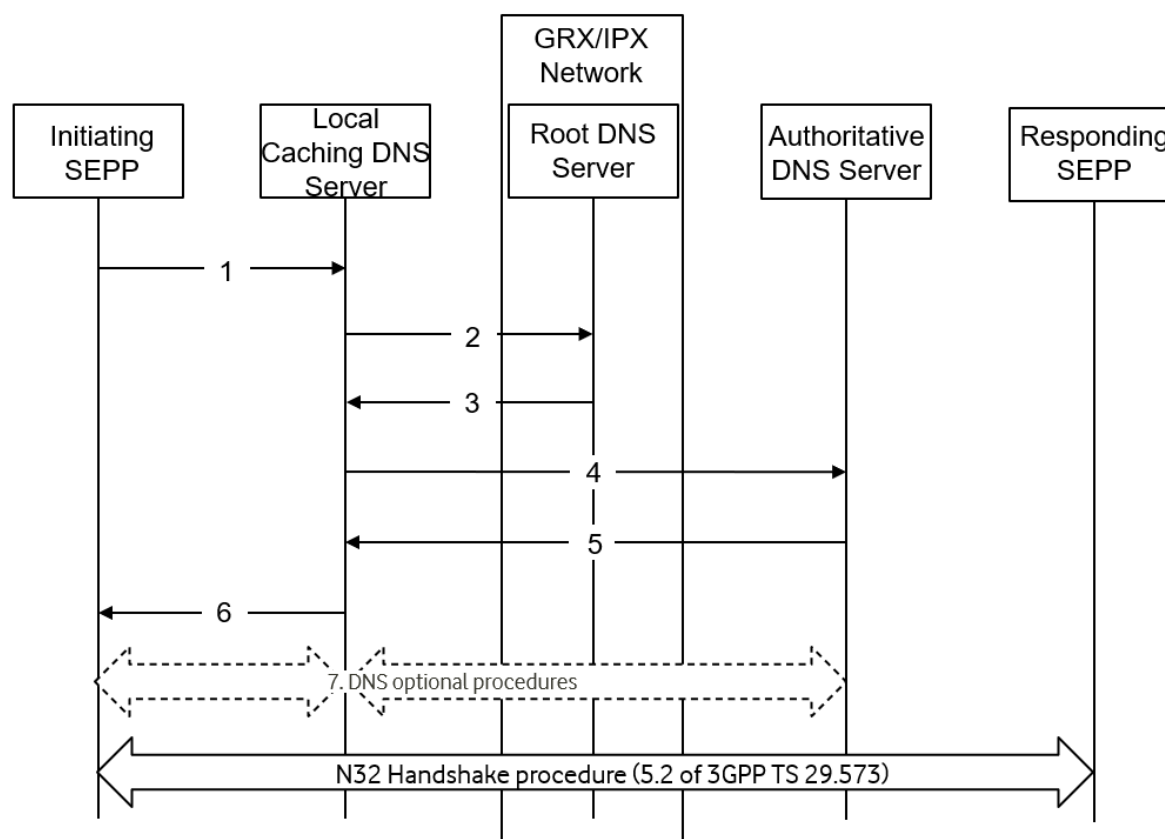 GRX/IPX
Network
Initiating
SEPP
Local
Caching DNS
Server
Root DNS
Server
Authoritative
DNS Server
Responding
SEPP
1
2
3
4
5
6
7. DNS optional procedures
N32 Handshake procedure (5.2 of 3GPP TS 29.573)